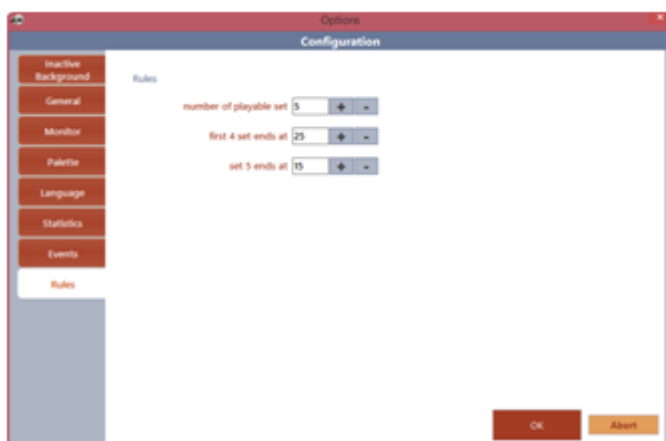 Options
Configuration
Inactive
Background
General
Monitor
Palette
Language
Statistics
Events
Rules
Rules
number of playable set 5 + -
first 4 set ends at 25 + -
set 5 ends at 15 + -
OK
Abort